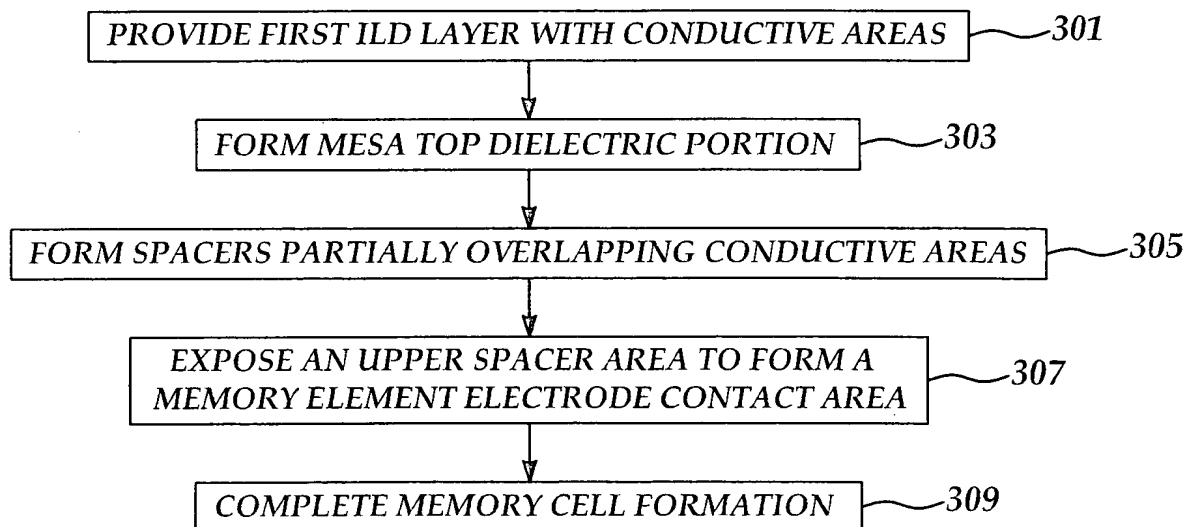 PROVIDE FIRST ILD LAYER WITH CONDUCTIVE AREAS 301
FORM MESA TOP DIELECTRIC PORTION 303
FORM SPACERS PARTIALLY OVERLAPPING CONDUCTIVE AREAS 305
EXPOSE AN UPPER SPACER AREA TO FORM A
MEMORY ELEMENT ELECTRODE CONTACT AREA 307
COMPLETE MEMORY CELL FORMATION 309